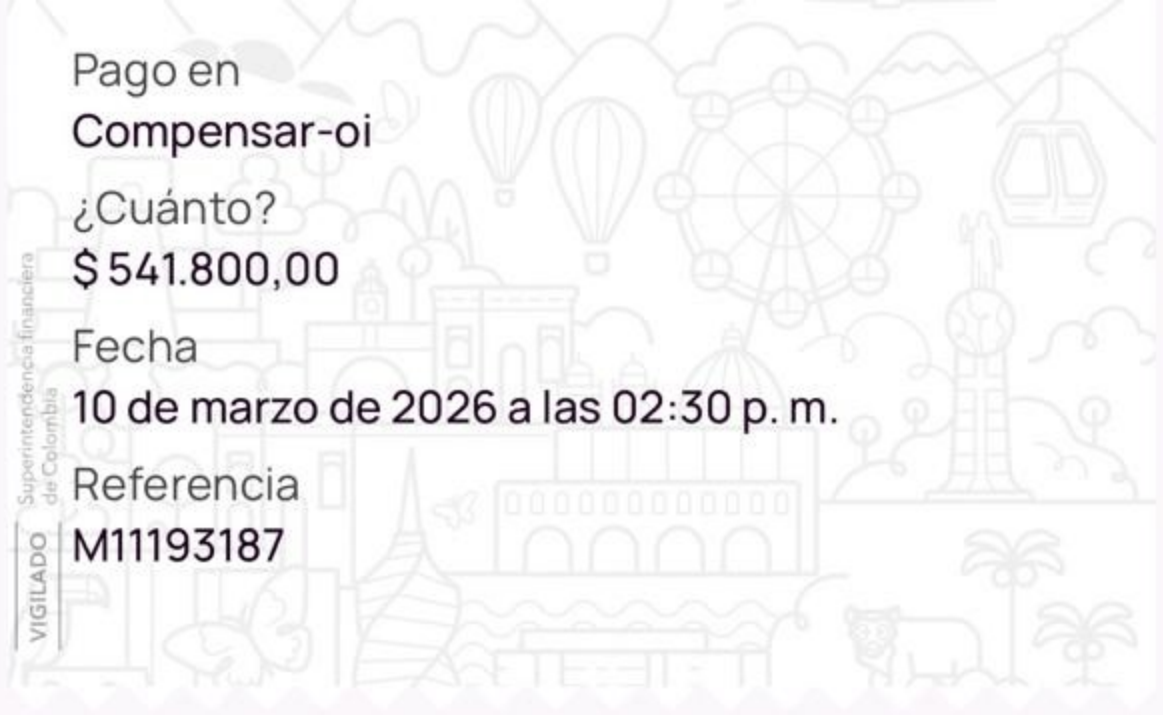 Pago en
Compensar-oi
¿Cuánto?
$ 541.800,00
Fecha
10 de marzo de 2026 a las 02:30 p. m.
Referencia
M11193187
VIGILADO
Superintendencia financiera
de Colombia